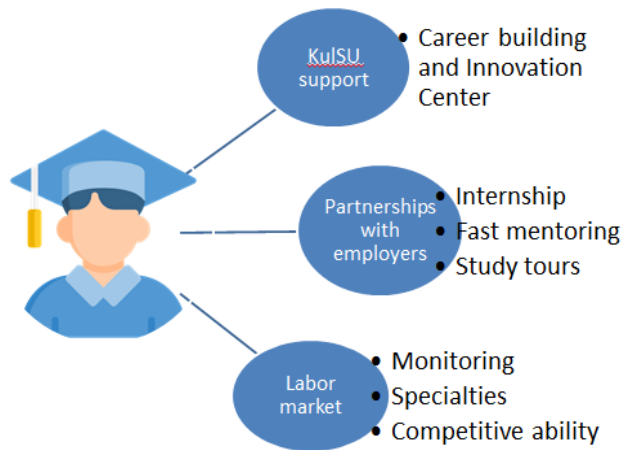 KulSU
support
• Career building
and Innovation
Center
Partnerships
with
employers
• Internship
• Fast mentoring
• Study tours
Labor
market
• Monitoring
• Specialties
• Competitive ability